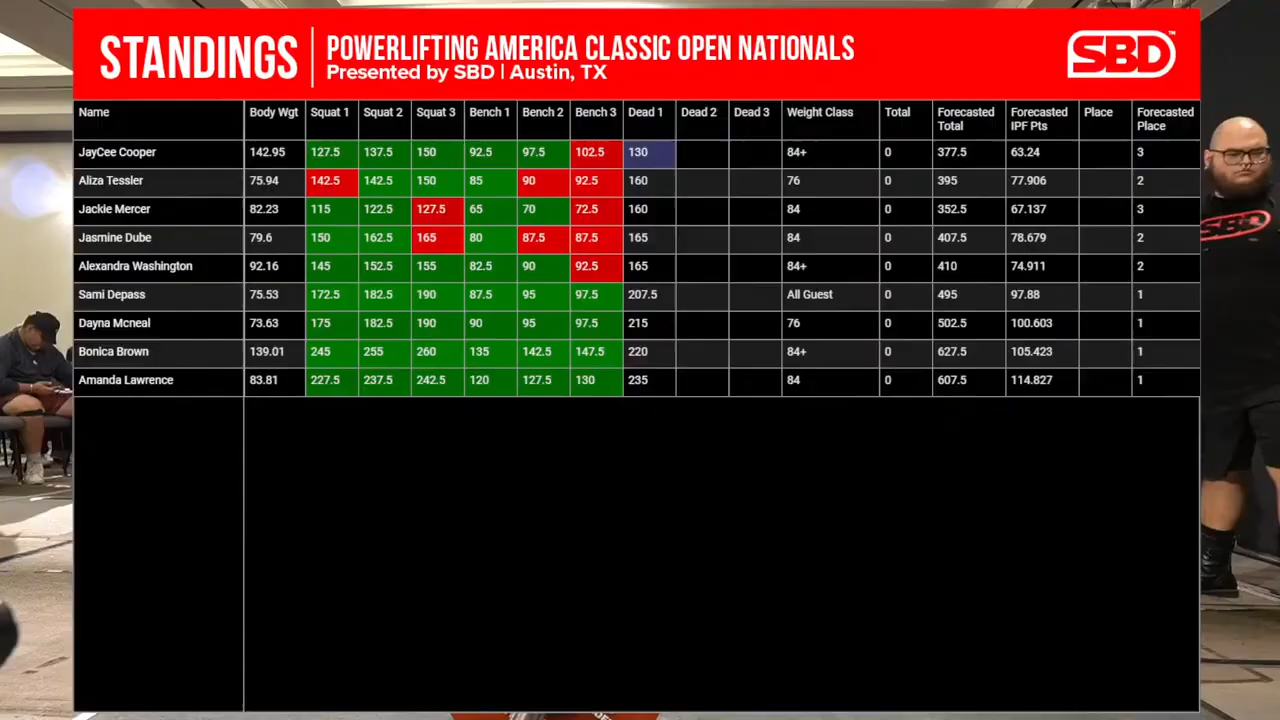 STANDINGS
POWERLIFTING AMERICA CLASSIC OPEN NATIONALS
Presented by SBD | Austin, TX
SBD™
Name Body Wgt Squat 1 Squat 2 Squat 3 Bench 1 Bench 2 Bench 3 Dead 1 Dead 2 Dead 3 Weight Class Total Forecasted Total Forecasted IPF Pts Place Forecasted Place
JayCee Cooper 142.95 127.5 137.5 150 92.5 97.5 102.5 130 84+ 0 377.5 63.24 3
Aliza Tessler 75.94 142.5 142.5 150 85 90 92.5 160 76 0 395 77.906 2
Jackie Mercer 82.23 115 122.5 127.5 65 70 72.5 160 84 0 352.5 67.137 3
Jasmine Dube 79.6 150 162.5 165 80 87.5 87.5 165 84 0 407.5 78.679 2
Alexandra Washington 92.16 145 152.5 155 82.5 90 92.5 165 84+ 0 410 74.911 2
Sami Depass 75.53 172.5 182.5 190 87.5 95 97.5 207.5 All Guest 0 495 97.88 1
Dayna Mcneal 73.63 175 182.5 190 90 95 97.5 215 76 0 502.5 100.603 1
Bonica Brown 139.01 245 255 260 135 142.5 147.5 220 84+ 0 627.5 105.423 1
Amanda Lawrence 83.81 227.5 237.5 242.5 120 127.5 130 235 84 0 607.5 114.827 1
SBD